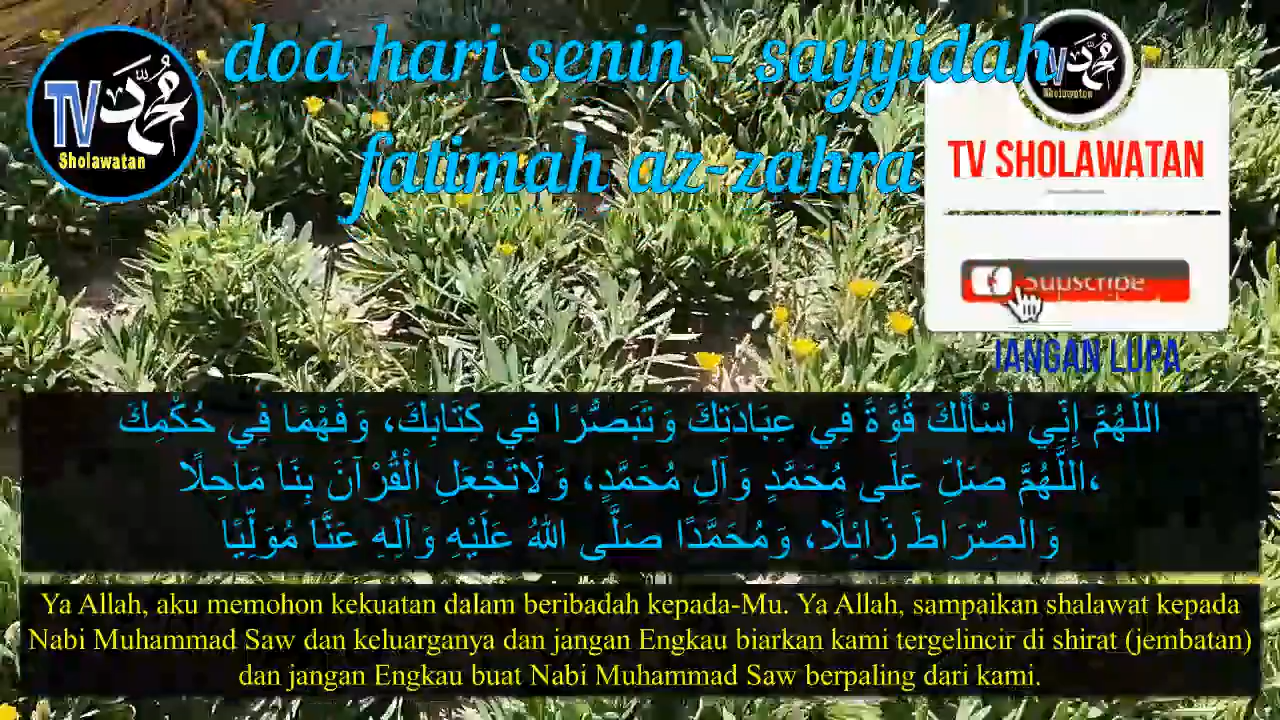 doa hari senin - sayyidah
fatimah az-zahra
TV
محمد
Sholawatan
TV
محمد
Sholawatan
TV SHOLAWATAN
Subscribe
JANGAN LUPA
اللَّهُمَّ إِنِّي أَسْأَلُكَ قُوَّةً فِي عِبَادَتِكَ وَتَبَصُّرًا فِي كِتَابِكَ، وَفَهْمًا فِي حُكْمِكَ
،اللَّهُمَّ صَلِّ عَلَى مُحَمَّدٍ وَآلِ مُحَمَّدٍ، وَلَاتَجْعَلِ الْقُرْآنَ بِنَا مَاحِلًا
وَالصِّرَاطَ زَائِلًا، وَمُحَمَّدًا صَلَّى اللهُ عَلَيْهِ وَآلِهِ عَنَّا مُوَلِّيًا
Ya Allah, aku memohon kekuatan dalam beribadah kepada-Mu. Ya Allah, sampaikan shalawat kepada
Nabi Muhammad Saw dan keluarganya dan jangan Engkau biarkan kami tergelincir di shirat (jembatan)
dan jangan Engkau buat Nabi Muhammad Saw berpaling dari kami.